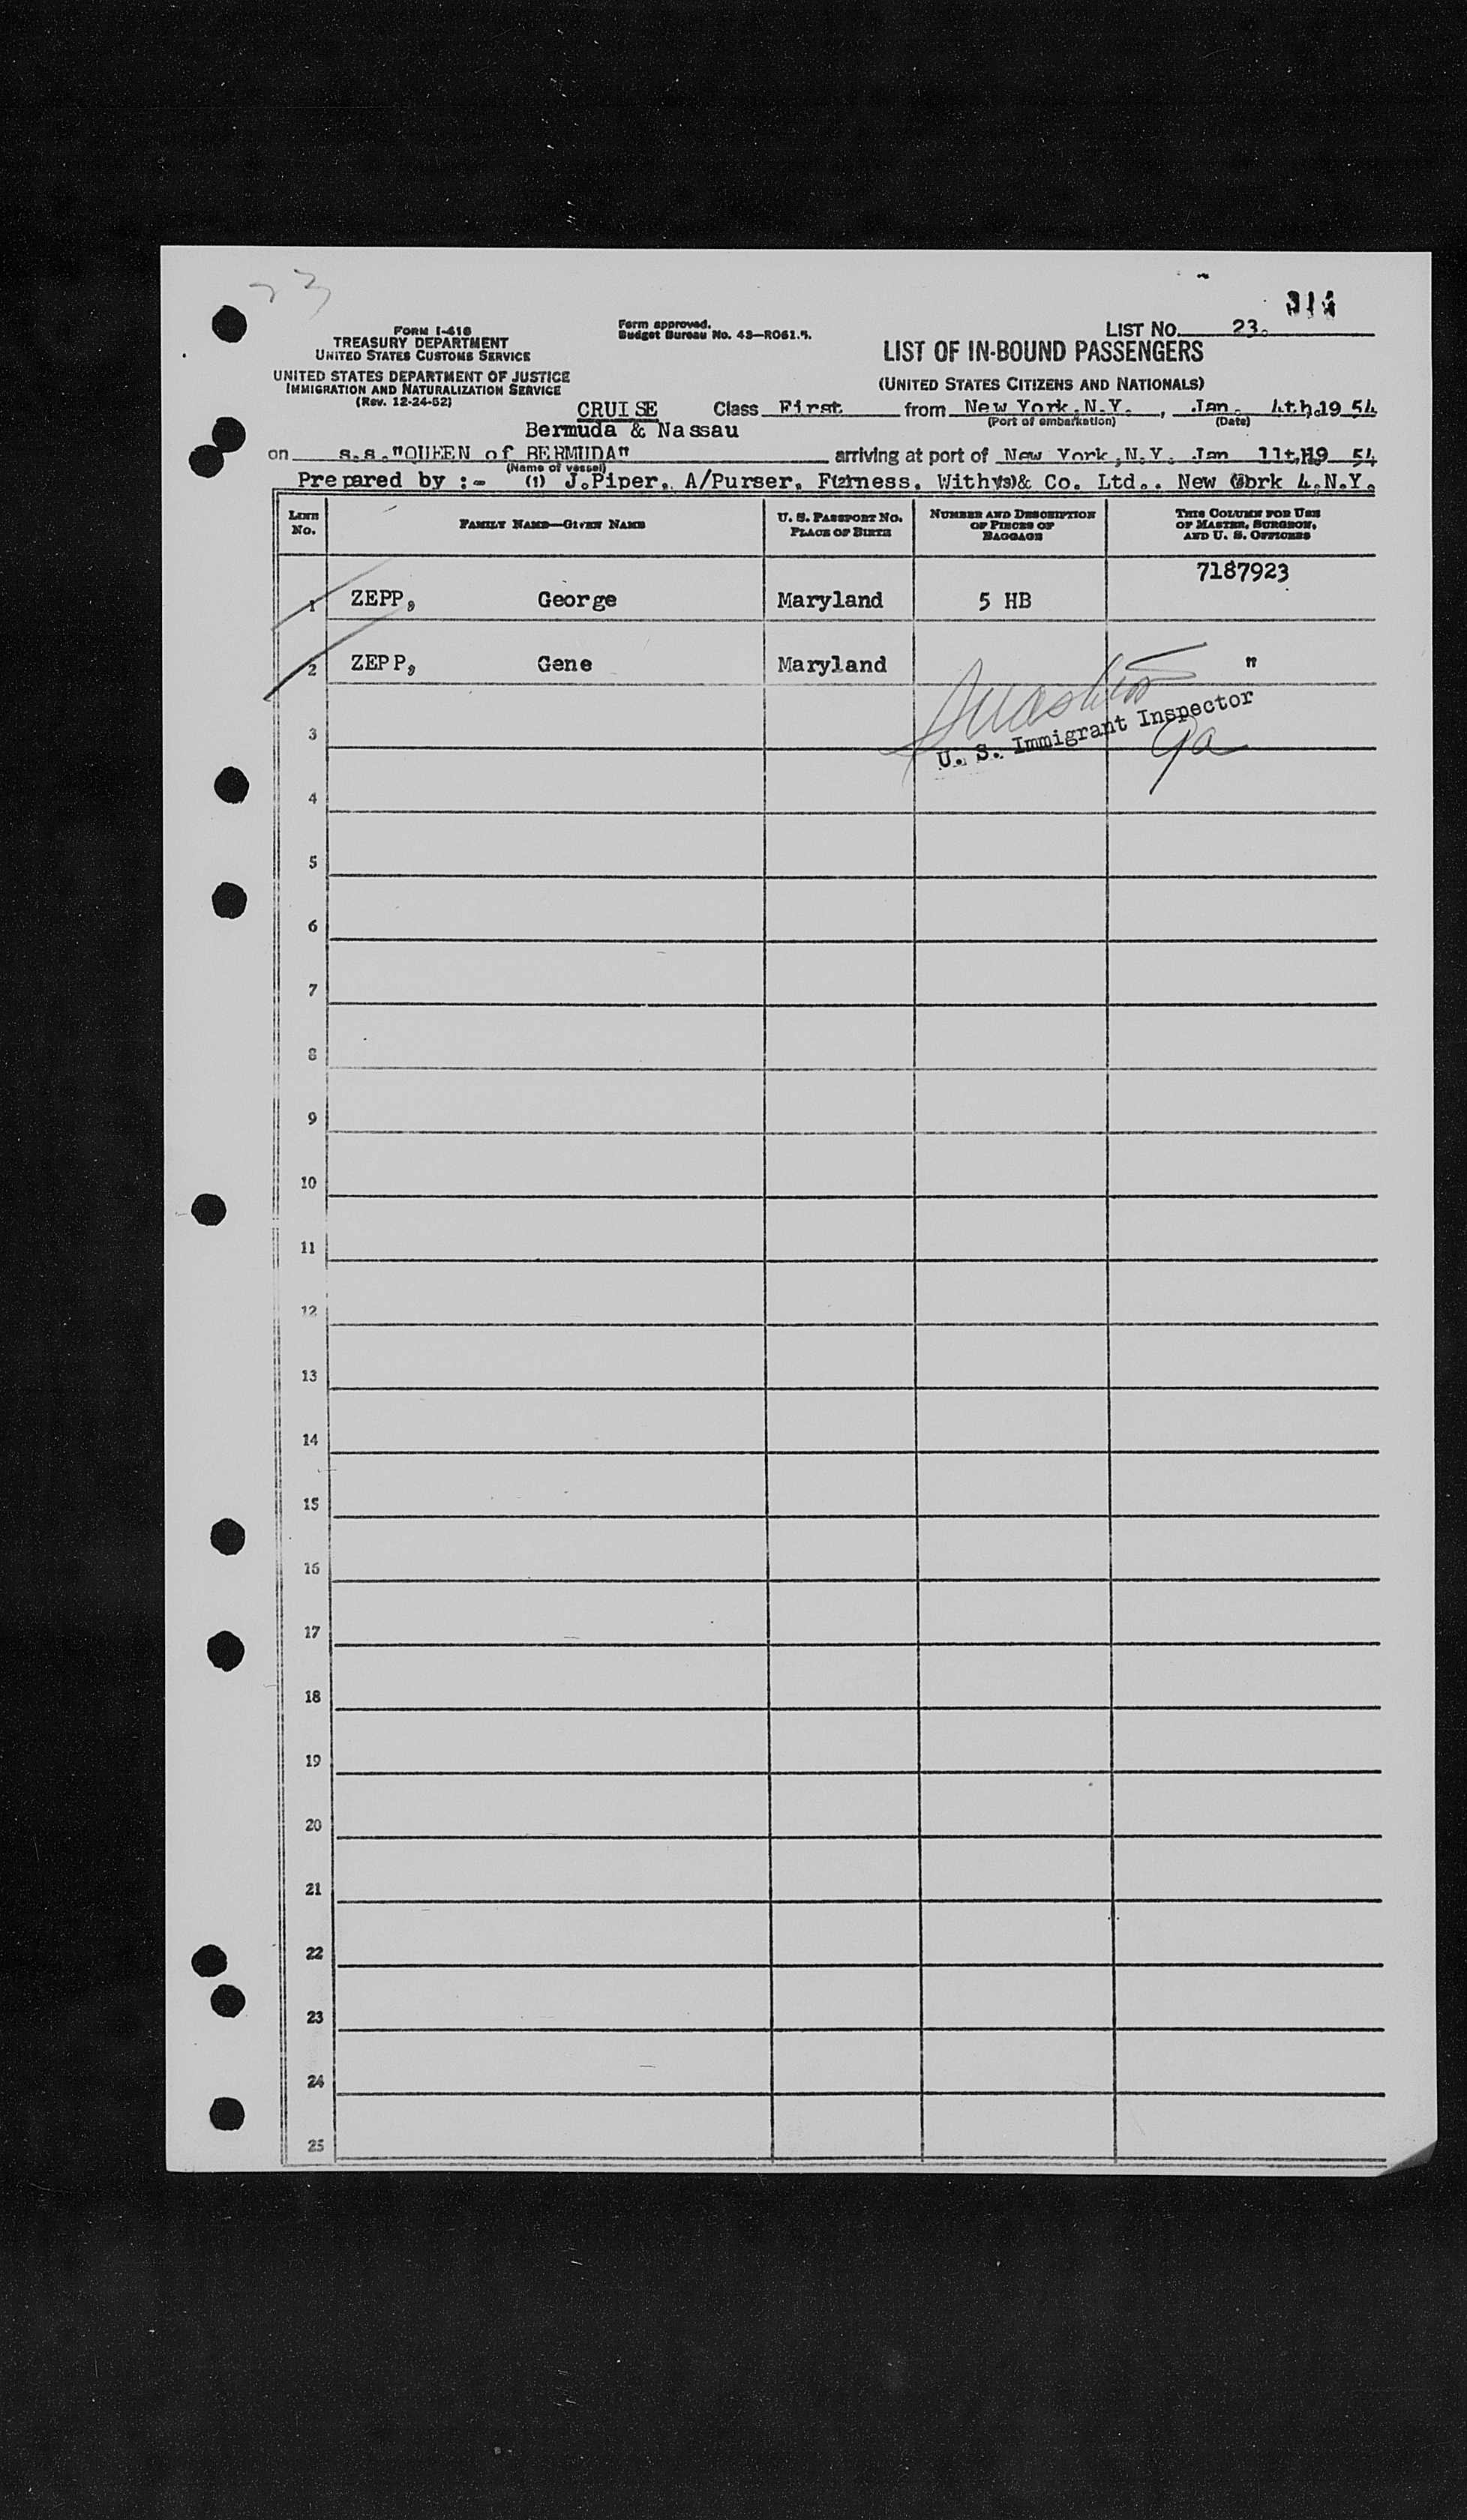 23
314
FORM I-418
TREASURY DEPARTMENT
UNITED STATES CUSTOMS SERVICE
UNITED STATES DEPARTMENT OF JUSTICE
IMMIGRATION AND NATURALIZATION SERVICE
(Rev. 12-24-52)
Form approved.
Budget Bureau No. 43—RO61.5.
LIST NO. 23.
LIST OF IN-BOUND PASSENGERS
(UNITED STATES CITIZENS AND NATIONALS)
CRUISE Class First from New York.N.Y. , Jan. 4th,19 54
(Port of embarkation) (Date)
Bermuda & Nassau
on s.s."QUEEN of BERMUDA" arriving at port of New York,N.Y. Jan 11th,19 54
(Name of vessel)
Prepared by :- (1) J.Piper. A/Purser. Furness. Withy & Co. Ltd.. New York 4.N.Y.
LINE No. FAMILY NAME—GIVEN NAME U. S. PASSPORT NO. PLACE OF BIRTH NUMBER AND DESCRIPTION OF PIECES OF BAGGAGE THIS COLUMN FOR USE OF MASTER, SURGEON, AND U. S. OFFICERS
7187923
1 ZEPP, George Maryland 5 HB
2 ZEPP, Gene Maryland "
U. S. Immigrant Inspector
3
4
5
6
7
8
9
10
11
12
13
14
15
16
17
18
19
20
21
22
23
24
25